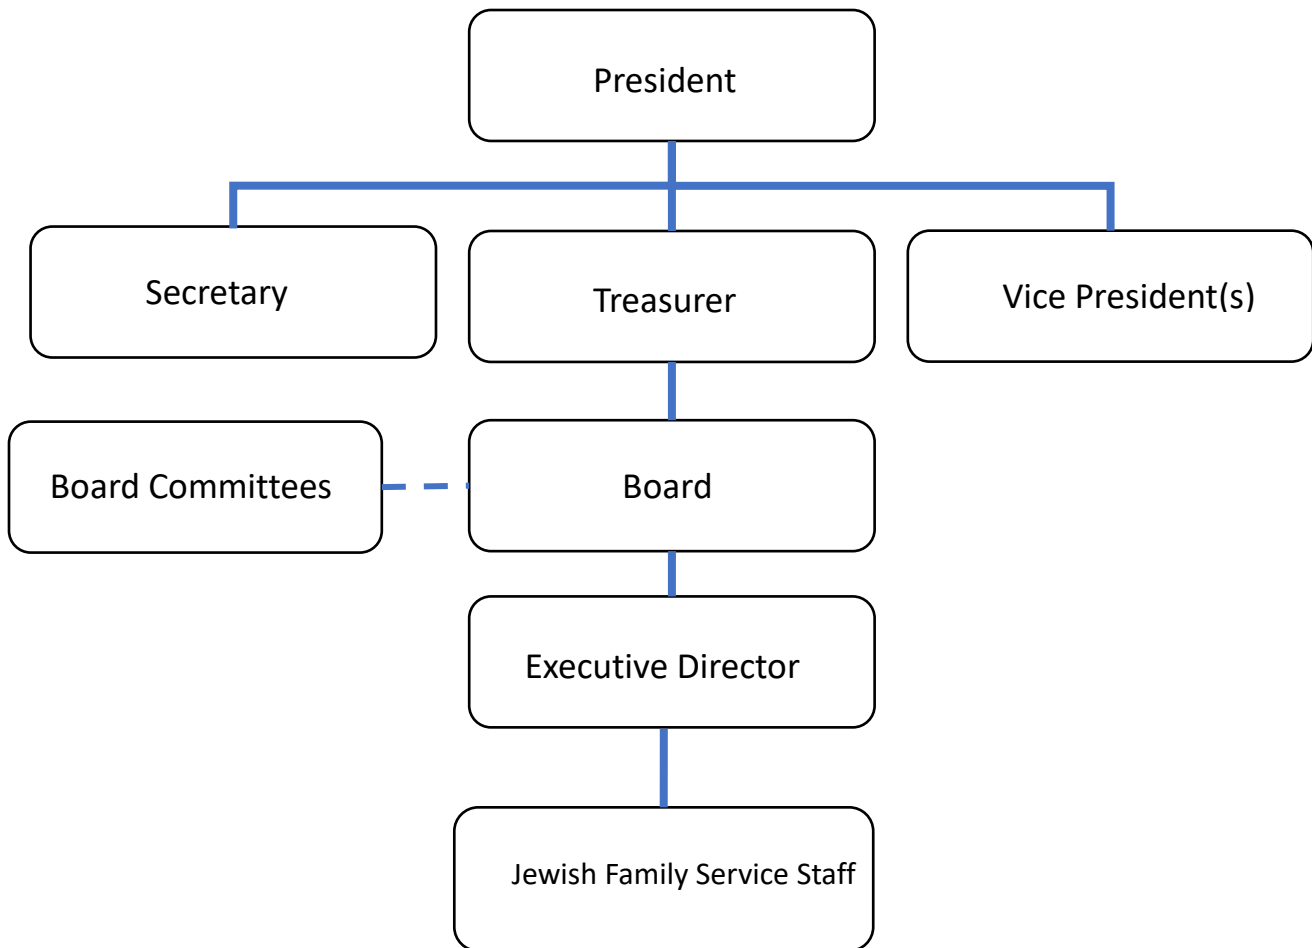 President
Secretary
Treasurer
Vice President(s)
Board Committees
Board
Executive Director
Jewish Family Service Staff